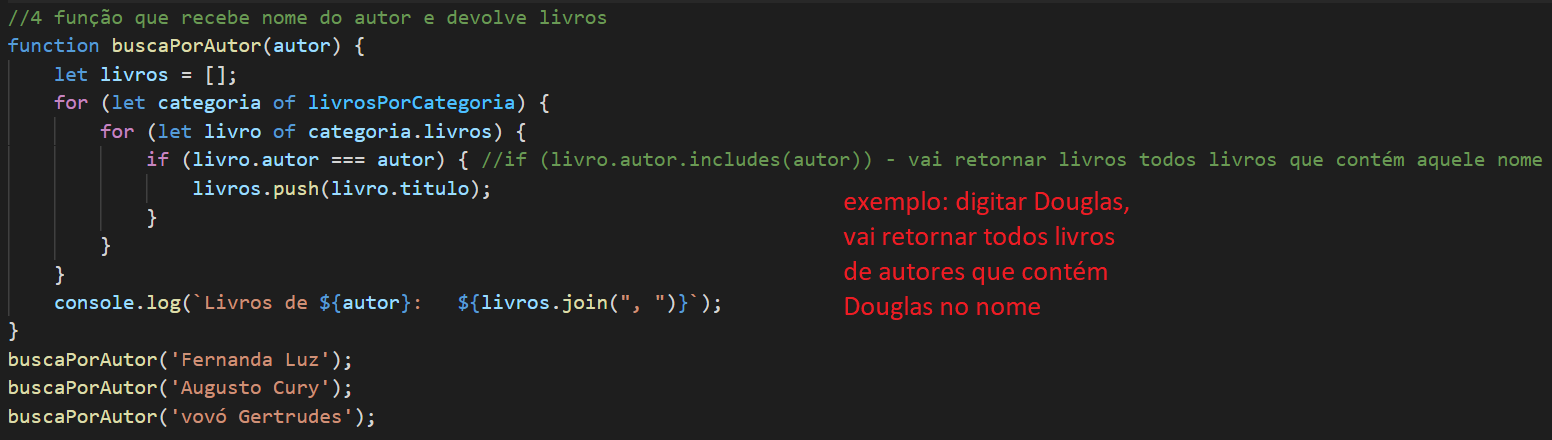 //4 função que recebe nome do autor e devolve livros
function buscaPorAutor(autor) {
    let livros = [];
    for (let categoria of livrosPorCategoria) {
        for (let livro of categoria.livros) {
            if (livro.autor === autor) { //if (livro.autor.includes(autor)) - vai retornar livros todos livros que contém aquele nome
                livros.push(livro.titulo);
            }
        }
    }
    console.log(`Livros de ${autor}:   ${livros.join(", ")}`);
}
buscaPorAutor('Fernanda Luz');
buscaPorAutor('Augusto Cury');
buscaPorAutor('vovó Gertrudes');
exemplo: digitar Douglas,
vai retornar todos livros
de autores que contém
Douglas no nome